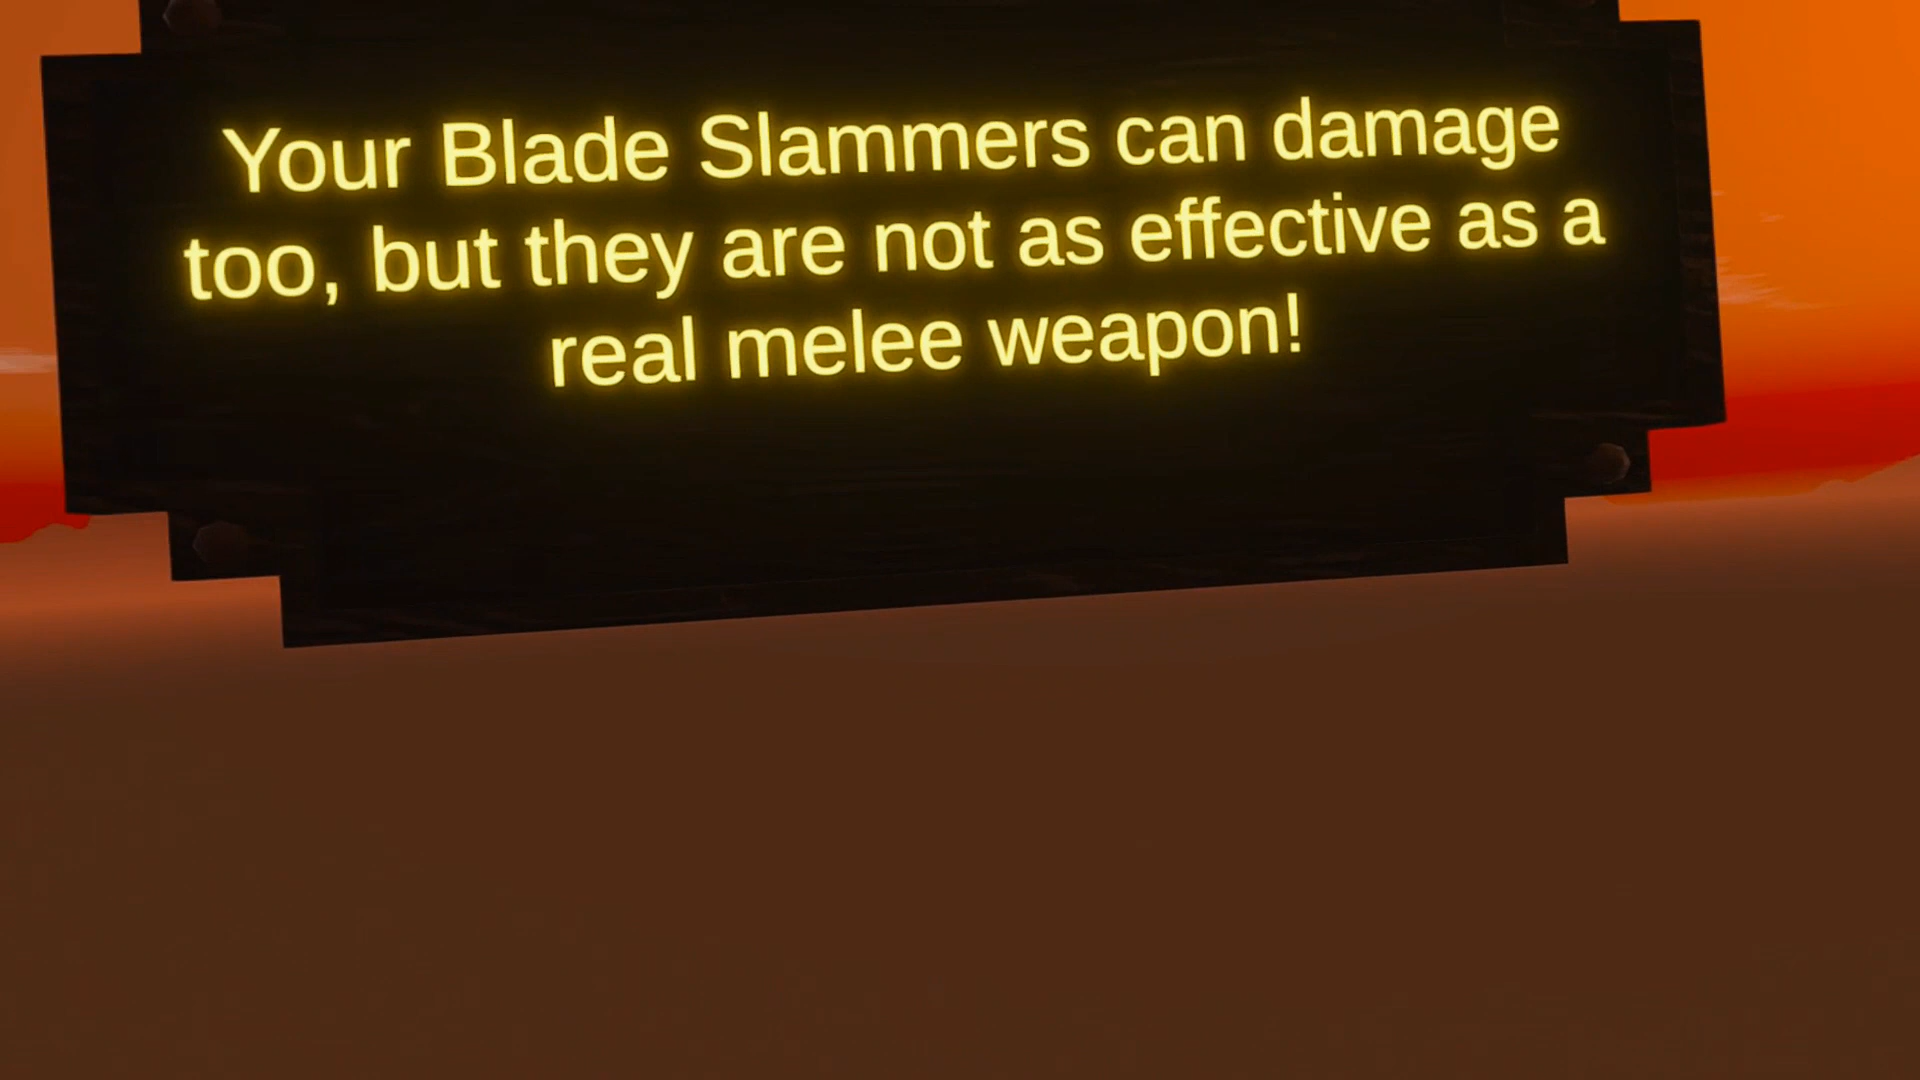 Your Blade Slammers can damage
too, but they are not as effective as a
real melee weapon!